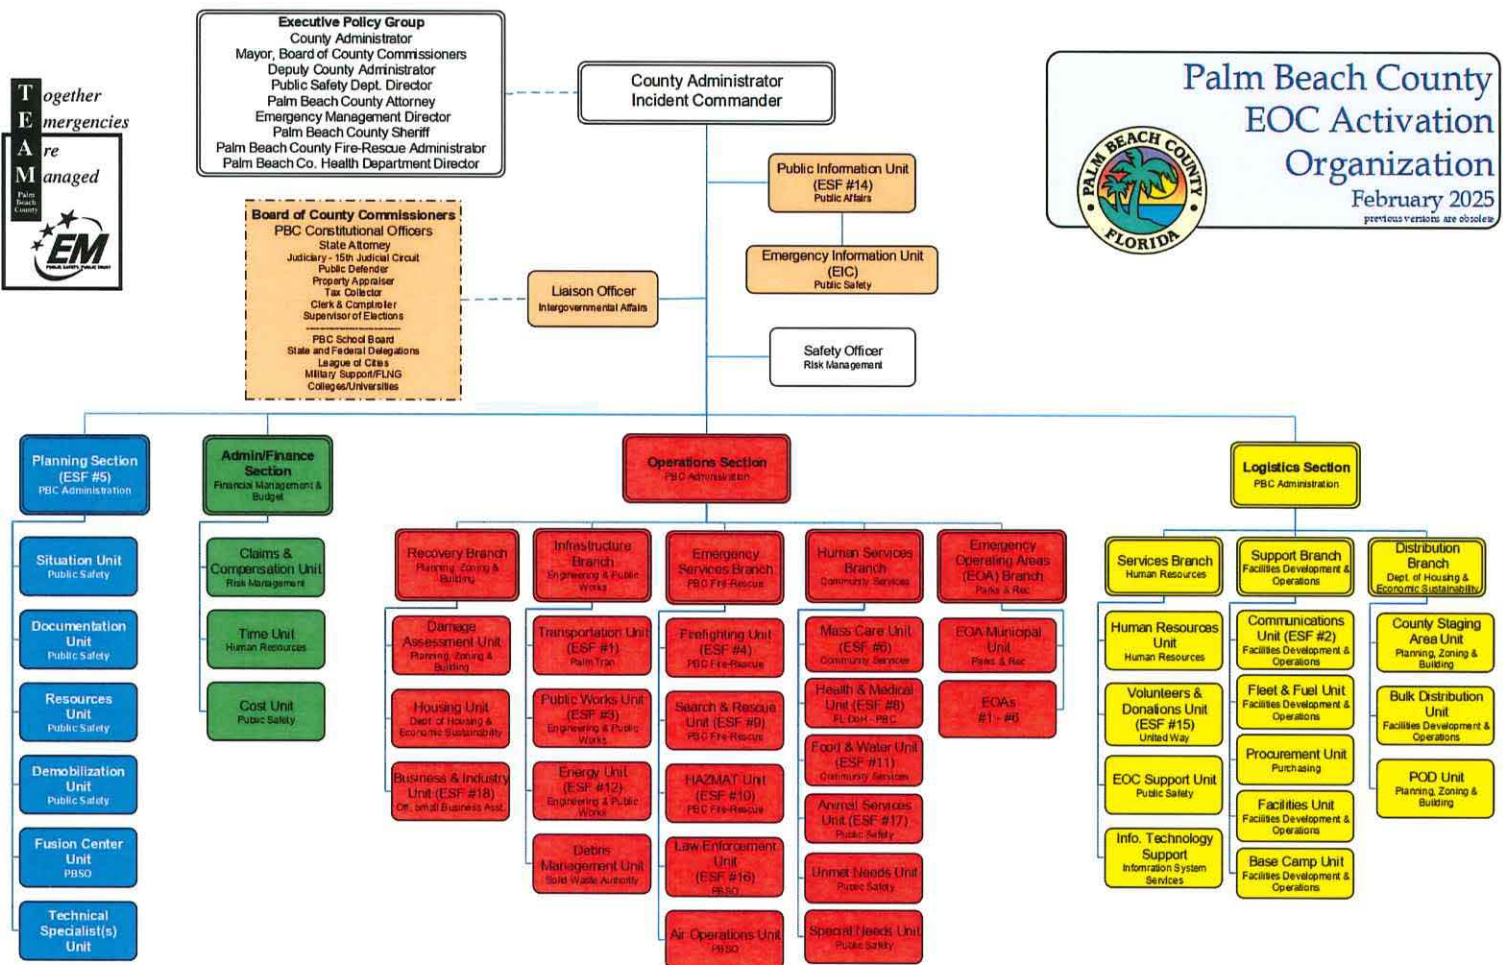 Executive Policy Group
County Administrator
Mayor, Board of County Commissioners
Deputy County Administrator
Public Safety Dept. Director
Palm Beach County Attorney
Emergency Management Director
Palm Beach County Sheriff
Palm Beach County Fire-Rescue Administrator
Palm Beach Co. Health Department Director
County Administrator
Incident Commander
Palm Beach County
EOC Activation
Organization
February 2025
previous versions are obsolete
PALM BEACH COUNTY
FLORIDA
Together
Emergencies
Are
Managed
Palm
Beach
County
EM
PUBLIC SAFETY, PUBLIC TRUST
Public Information Unit
(ESF #14)
Public Affairs
Emergency Information Unit
(EIC)
Public Safety
Board of County Commissioners
PBC Constitutional Officers
State Attorney
Judiciary - 15th Judicial Circuit
Public Defender
Property Appraiser
Tax Collector
Clerk & Comptroller
Supervisor of Elections
--------------------
PBC School Board
State and Federal Delegations
League of Cities
Military Support/FLNG
Colleges/Universities
Liaison Officer
Intergovernmental Affairs
Safety Officer
Risk Management
Planning Section
(ESF #5)
PBC Administration
Situation Unit
Public Safety
Documentation
Unit
Public Safety
Resources
Unit
Public Safety
Demobilization
Unit
Public Safety
Fusion Center
Unit
PBSO
Technical
Specialist(s)
Unit
Admin/Finance
Section
Financial Management &
Budget
Claims &
Compensation Unit
Risk Management
Time Unit
Human Resources
Cost Unit
Public Safety
Operations Section
PBC Administration
Recovery Branch
Planning, Zoning &
Building
Damage
Assessment Unit
Planning, Zoning &
Building
Housing Unit
Dept. of Housing &
Economic Sustainability
Business & Industry
Unit (ESF #18)
Off. Small Business Asst.
Infrastructure
Branch
Engineering & Public
Works
Transportation Unit
(ESF #1)
Palm Tran
Public Works Unit
(ESF #3)
Engineering & Public
Works
Energy Unit
(ESF #12)
Engineering & Public
Works
Debris
Management Unit
Solid Waste Authority
Emergency
Services Branch
PBC Fire-Rescue
Firefighting Unit
(ESF #4)
PBC Fire-Rescue
Search & Rescue
Unit (ESF #9)
PBC Fire-Rescue
HAZMAT Unit
(ESF #10)
PBC Fire-Rescue
Law Enforcement
Unit
(ESF #16)
PBSO
Air Operations Unit
PBSO
Human Services
Branch
Community Services
Mass Care Unit
(ESF #6)
Community Services
Health & Medical
Unit (ESF #8)
FL DoH - PBC
Food & Water Unit
(ESF #11)
Community Services
Animal Services
Unit (ESF #17)
Public Safety
Unmet Needs Unit
Public Safety
Special Needs Unit
Public Safety
Emergency
Operating Areas
(EOA) Branch
Parks & Rec
EOA Municipal
Unit
Parks & Rec
EOAs
#1 - #6
Logistics Section
PBC Administration
Services Branch
Human Resources
Human Resources
Unit
Human Resources
Volunteers &
Donations Unit
(ESF #15)
United Way
EOC Support Unit
Public Safety
Info. Technology
Support
Information System
Services
Support Branch
Facilities Development &
Operations
Communications
Unit (ESF #2)
Facilities Development &
Operations
Fleet & Fuel Unit
Facilities Development &
Operations
Procurement Unit
Purchasing
Facilities Unit
Facilities Development &
Operations
Base Camp Unit
Facilities Development &
Operations
Distribution
Branch
Dept. of Housing &
Economic Sustainability
County Staging
Area Unit
Planning, Zoning &
Building
Bulk Distribution
Unit
Facilities Development &
Operations
POD Unit
Planning, Zoning &
Building